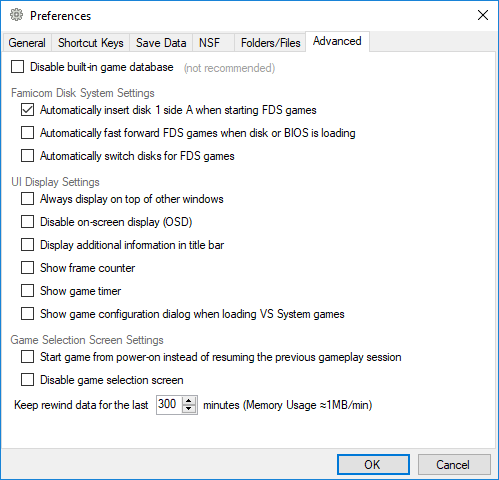 Preferences
General Shortcut Keys Save Data NSF Folders/Files Advanced
Disable built-in game database (not recommended)
Famicom Disk System Settings
Automatically insert disk 1 side A when starting FDS games
Automatically fast forward FDS games when disk or BIOS is loading
Automatically switch disks for FDS games
UI Display Settings
Always display on top of other windows
Disable on-screen display (OSD)
Display additional information in title bar
Show frame counter
Show game timer
Show game configuration dialog when loading VS System games
Game Selection Screen Settings
Start game from power-on instead of resuming the previous gameplay session
Disable game selection screen
Keep rewind data for the last 300 minutes (Memory Usage ≈1MB/min)
OK Cancel